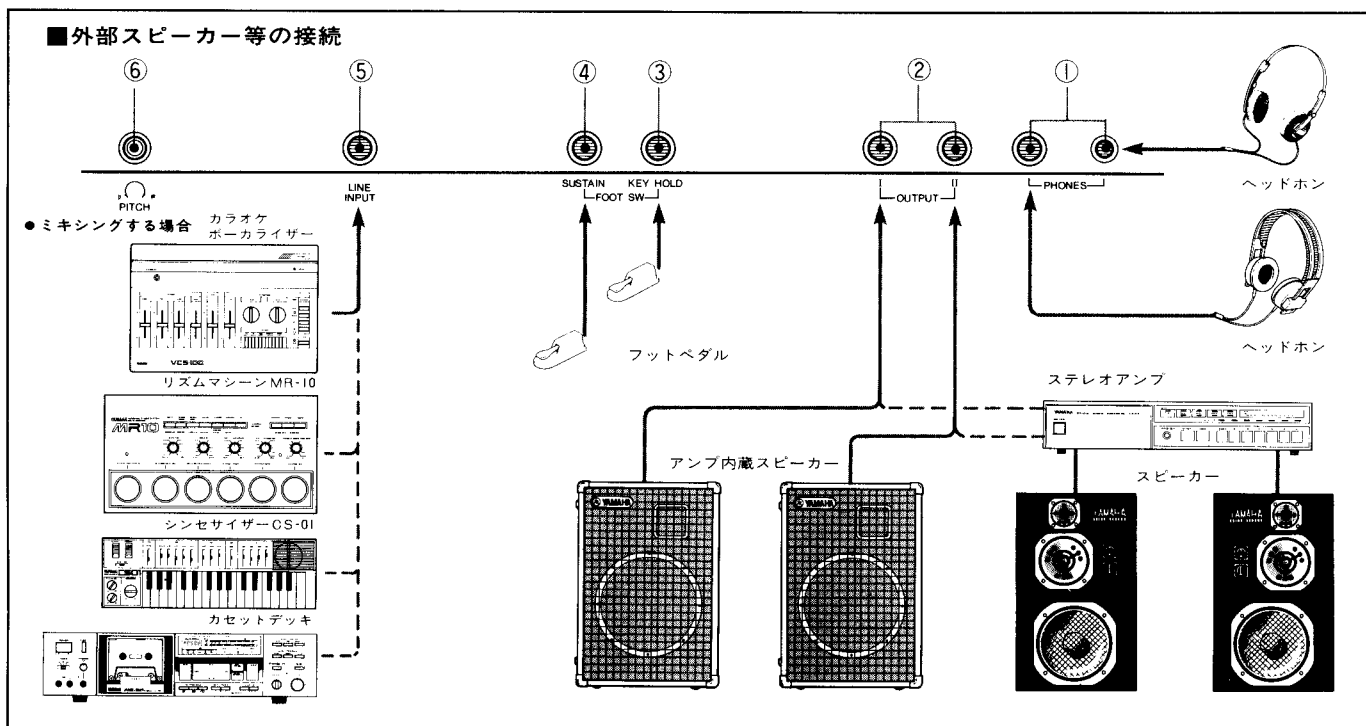 ■外部スピーカー等の接続
⑥ ⑤ ④ ③ ② ①
PITCH
LINE
INPUT
SUSTAIN KEY HOLD
FOOT SW
I OUTPUT II
PHONES
ヘッドホン
●ミキシングする場合
カラオケ
ボーカライザー
VCS100
フットペダル
ヘッドホン
リズムマシーンMR-10
MR10
ステレオアンプ
YAMAHA
アンプ内蔵スピーカー
スピーカー
YAMAHA
YAMAHA
YAMAHA
YAMAHA
シンセサイザーCS-01
カセットデッキ